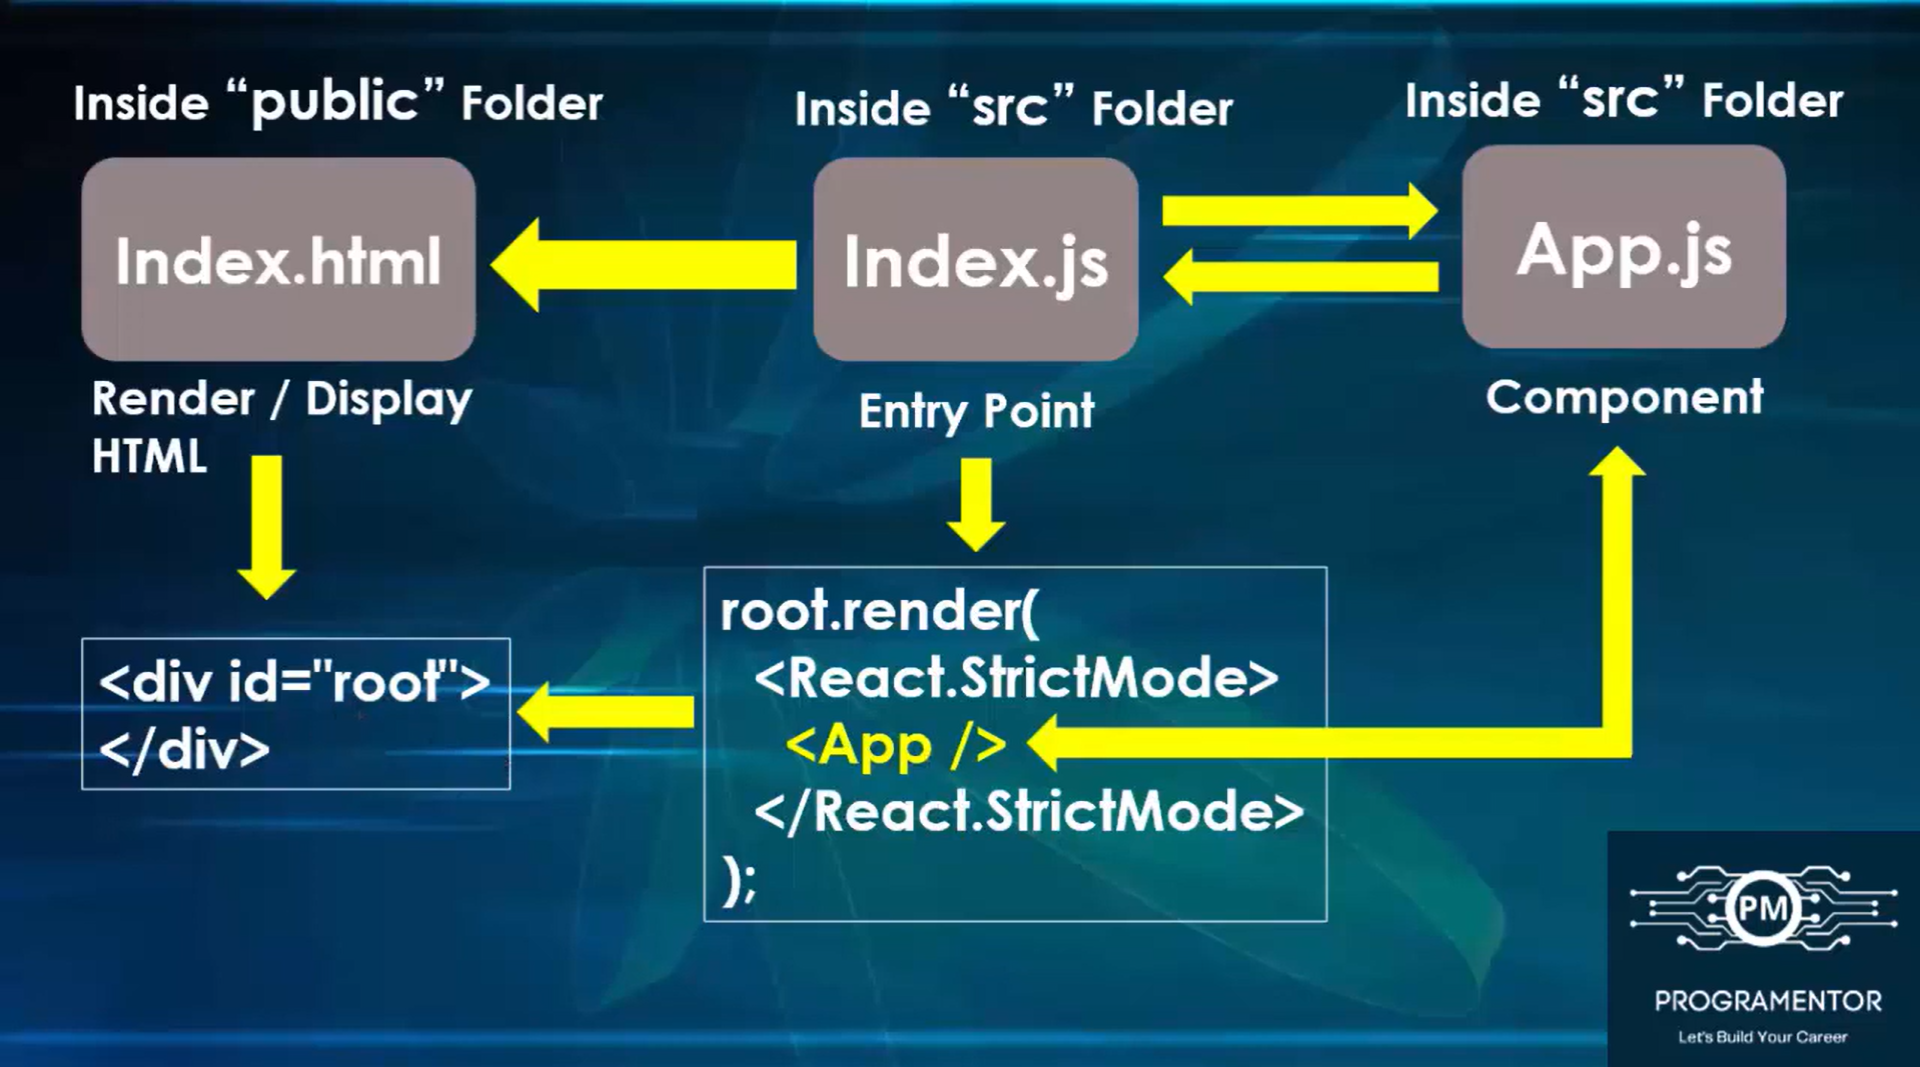 Inside “public” Folder
Inside “src” Folder
Inside “src” Folder
Index.html
Index.js
App.js
Render / Display
HTML
Entry Point
Component
<div id="root">
</div>
root.render(
<React.StrictMode>
<App />
</React.StrictMode>
);
PM
PROGRAMENTOR
Let's Build Your Career